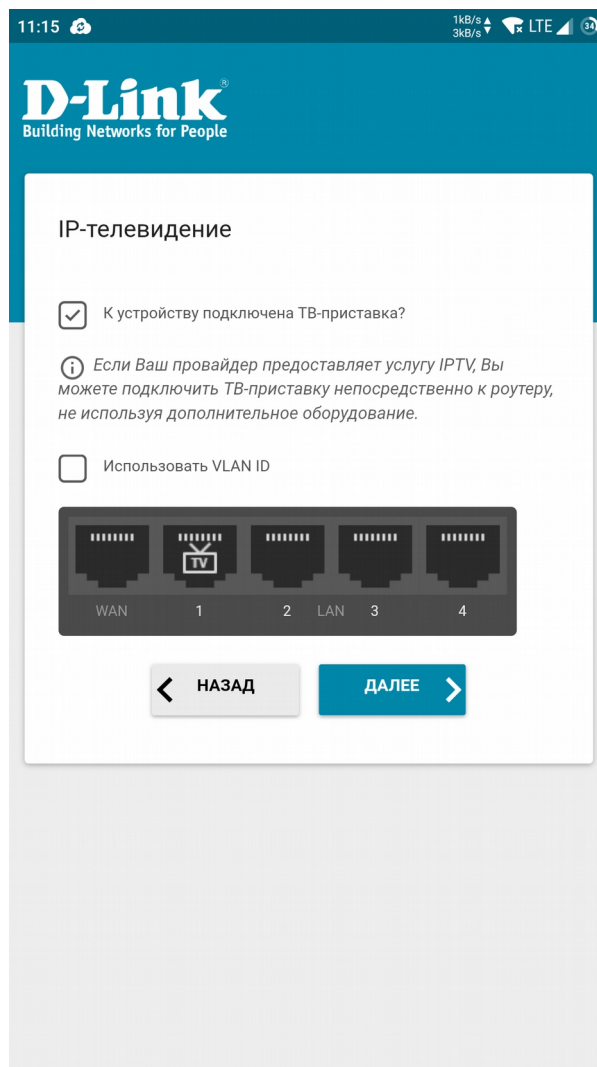 11:15
1kB/s
3kB/s
LTE
34
D-Link®
Building Networks for People
IP-телевидение
К устройству подключена ТВ-приставка?
Если Ваш провайдер предоставляет услугу IPTV, Вы
можете подключить ТВ-приставку непосредственно к роутеру,
не используя дополнительное оборудование.
Использовать VLAN ID
TV
WAN 1 2 LAN 3 4
НАЗАД
ДАЛЕЕ